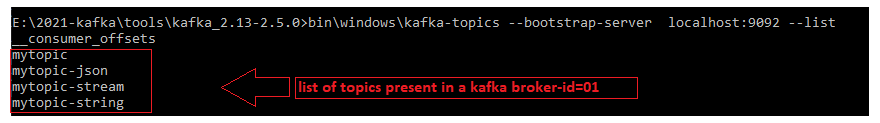 E:\2021-kafka\tools\kafka_2.13-2.5.0>bin\windows\kafka-topics --bootstrap-server  localhost:9092 --list
__consumer_offsets
mytopic
mytopic-json
mytopic-stream
mytopic-string
list of topics present in a kafka broker-id=01